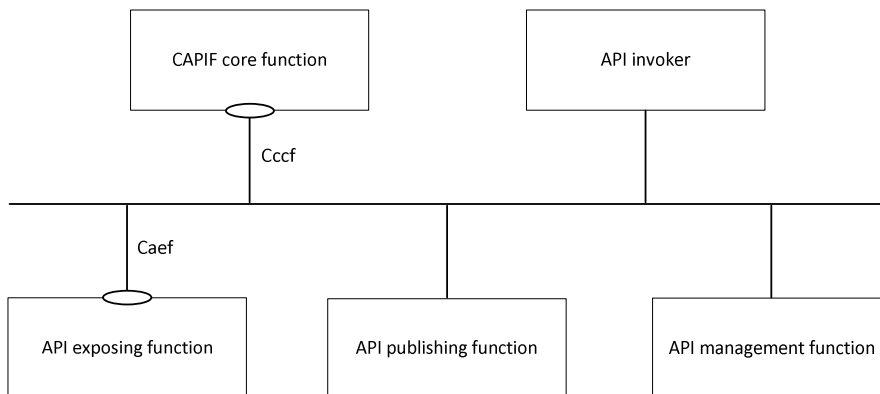 CAPIF core function
API invoker
Cccf
Caef
API exposing function
API publishing function
API management function